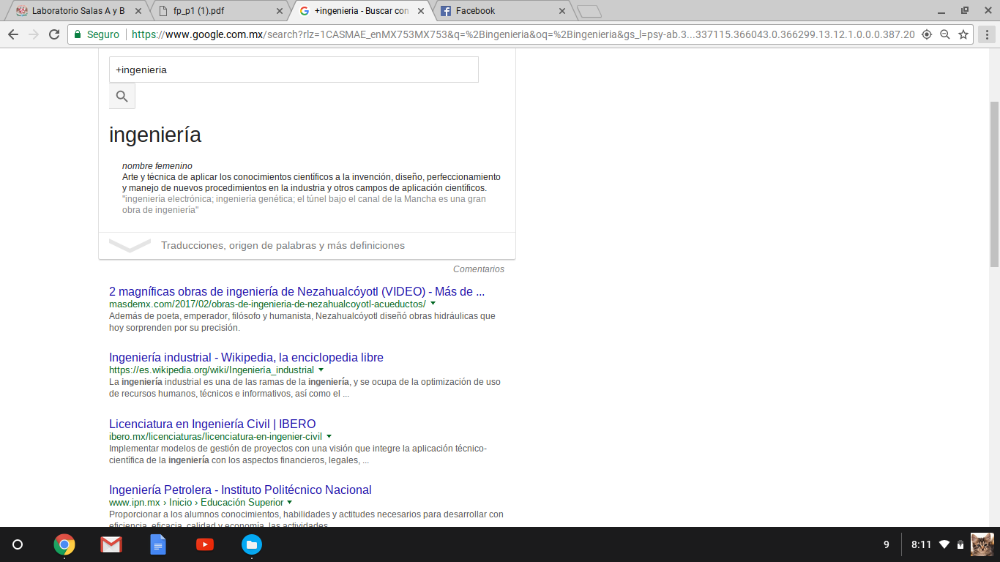 Laboratorio Salas A y B
fp_p1 (1).pdf
+ingenieria - Buscar con
Facebook
Seguro
https://www.google.com.mx/search?rlz=1CASMAE_enMX753MX753&q=%2Bingenieria&oq=%2Bingenieria&gs_l=psy-ab.3...337115.366043.0.366299.13.12.1.0.0.0.387.20
+ingenieria
ingeniería
nombre femenino
Arte y técnica de aplicar los conocimientos científicos a la invención, diseño, perfeccionamiento
y manejo de nuevos procedimientos en la industria y otros campos de aplicación científicos.
"ingeniería electrónica; ingeniería genética; el túnel bajo el canal de la Mancha es una gran
obra de ingeniería"
Traducciones, origen de palabras y más definiciones
Comentarios
2 magníficas obras de ingeniería de Nezahualcóyotl (VIDEO) - Más de ...
masdemx.com/2017/02/obras-de-ingenieria-de-nezahualcoyotl-acueductos/
Además de poeta, emperador, filósofo y humanista, Nezahualcóyotl diseñó obras hidráulicas que
hoy sorprenden por su precisión.
Ingeniería industrial - Wikipedia, la enciclopedia libre
https://es.wikipedia.org/wiki/Ingeniería_industrial
La ingeniería industrial es una de las ramas de la ingeniería, y se ocupa de la optimización de uso
de recursos humanos, técnicos e informativos, así como el ...
Licenciatura en Ingeniería Civil | IBERO
ibero.mx/licenciaturas/licenciatura-en-ingenier-civil
Implementar modelos de gestión de proyectos con una visión que integre la aplicación técnico-
científica de la ingeniería con los aspectos financieros, legales, ...
Ingeniería Petrolera - Instituto Politécnico Nacional
www.ipn.mx › Inicio › Educación Superior
Proporcionar a los alumnos conocimientos, habilidades y actitudes necesarios para desarrollar con
eficiencia, eficacia, calidad y economía, las actividades
9
8:11